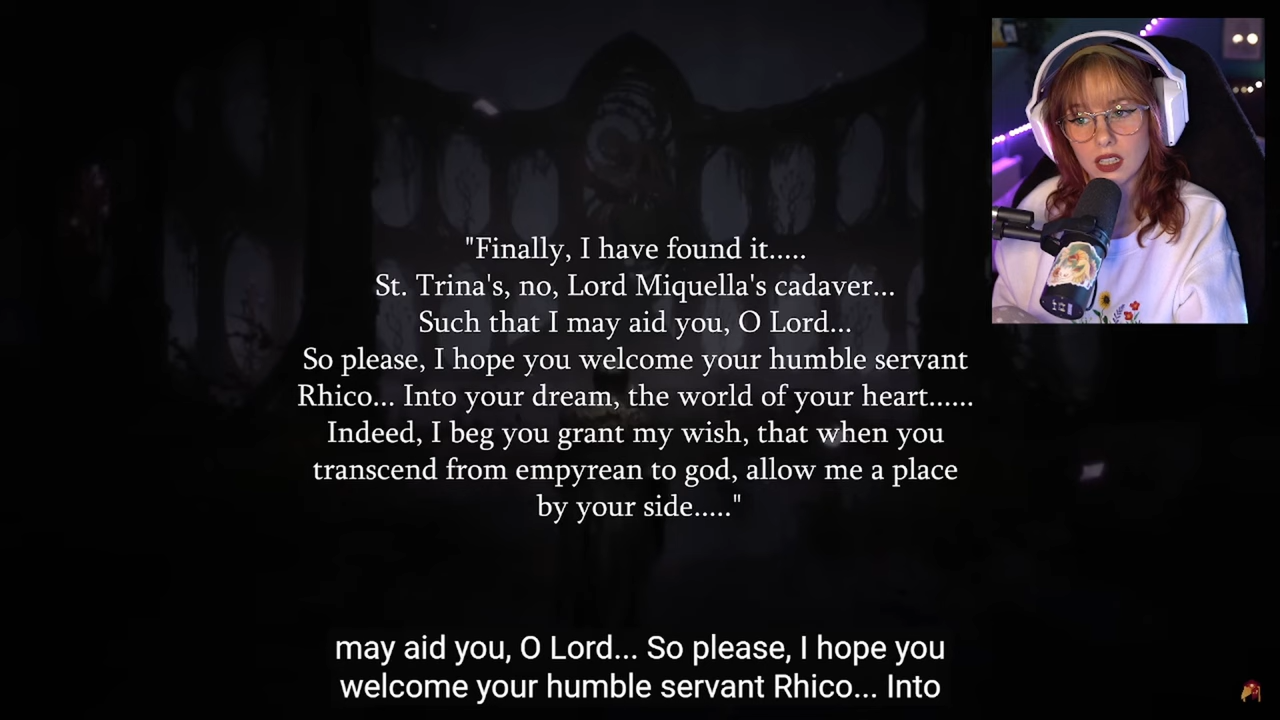 "Finally, I have found it.....
St. Trina's, no, Lord Miquella's cadaver...
Such that I may aid you, O Lord...
So please, I hope you welcome your humble servant
Rhico... Into your dream, the world of your heart......
Indeed, I beg you grant my wish, that when you
transcend from empyrean to god, allow me a place
by your side....."
may aid you, O Lord... So please, I hope you
welcome your humble servant Rhico... Into